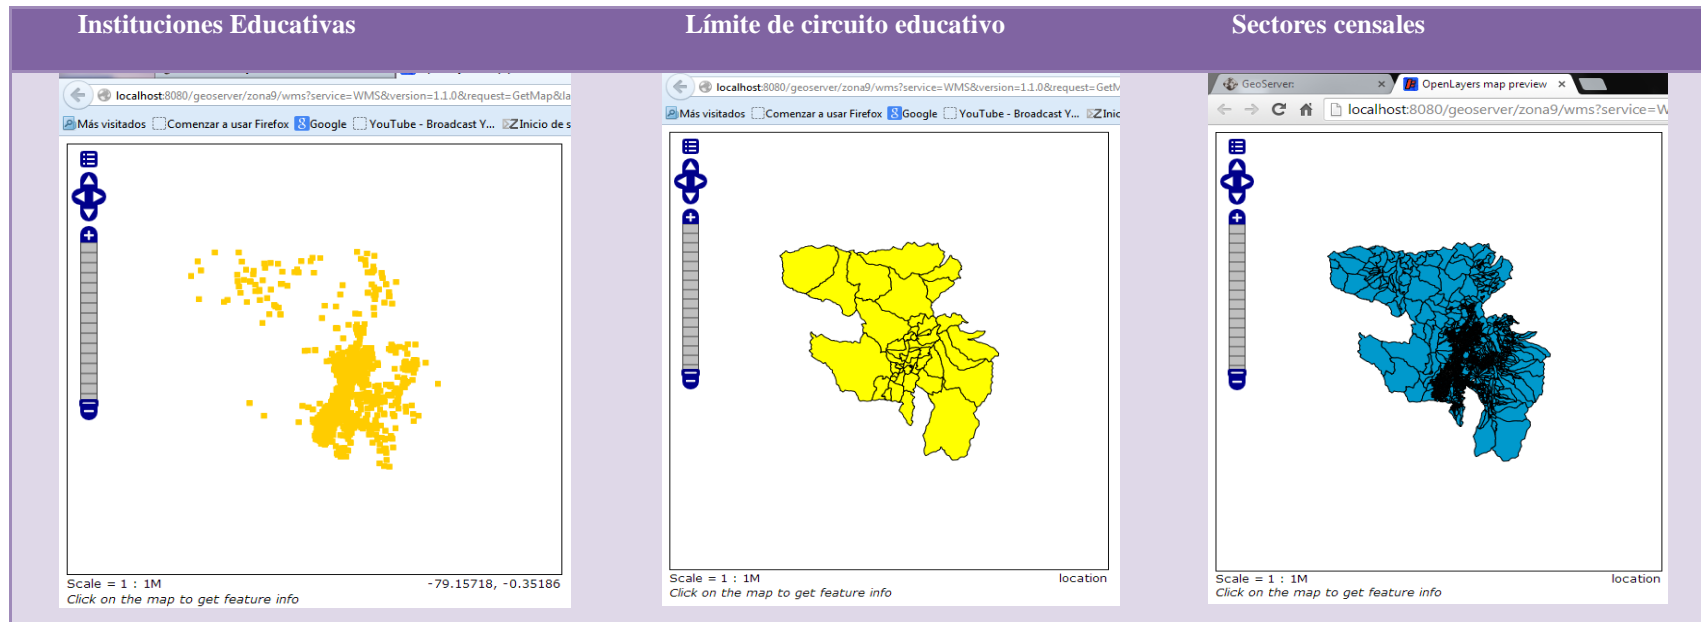 Instituciones Educativas
Límite de circuito educativo
Sectores censales
localhost:8080/geoserver/zona9/wms?service=WMS&version=1.1.0&request=GetMap&la
Más visitados Comenzar a usar Firefox Google YouTube - Broadcast Y... Inicio de s
Scale = 1 : 1M
-79.15718, -0.35186
Click on the map to get feature info
localhost:8080/geoserver/zona9/wms?service=WMS&version=1.1.0&request=GetM
Más visitados Comenzar a usar Firefox Google YouTube - Broadcast Y... Inic
Scale = 1 : 1M
location
Click on the map to get feature info
GeoServer:
OpenLayers map preview
localhost:8080/geoserver/zona9/wms?service=W
Scale = 1 : 1M
location
Click on the map to get feature info